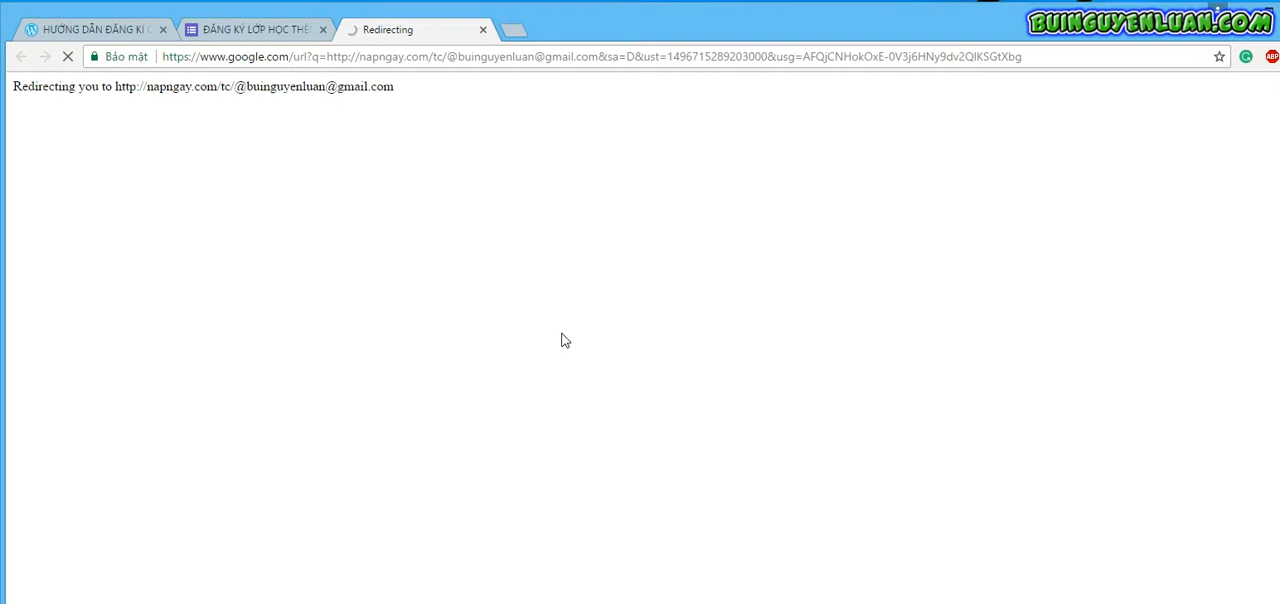 BUINGUYENLUAN.COM
HƯỚNG DẪN ĐĂNG KÍ
ĐĂNG KÝ LỚP HỌC THÊ
Redirecting
Bảo mật
https://www.google.com/url?q=http://napngay.com/tc/@buinguyenluan@gmail.com&sa=D&ust=1496715289203000&usg=AFQjCNHokOxE-0V3j6HNy9dv2QlKSGtXbg
ABP
Redirecting you to http://napngay.com/tc/@buinguyenluan@gmail.com